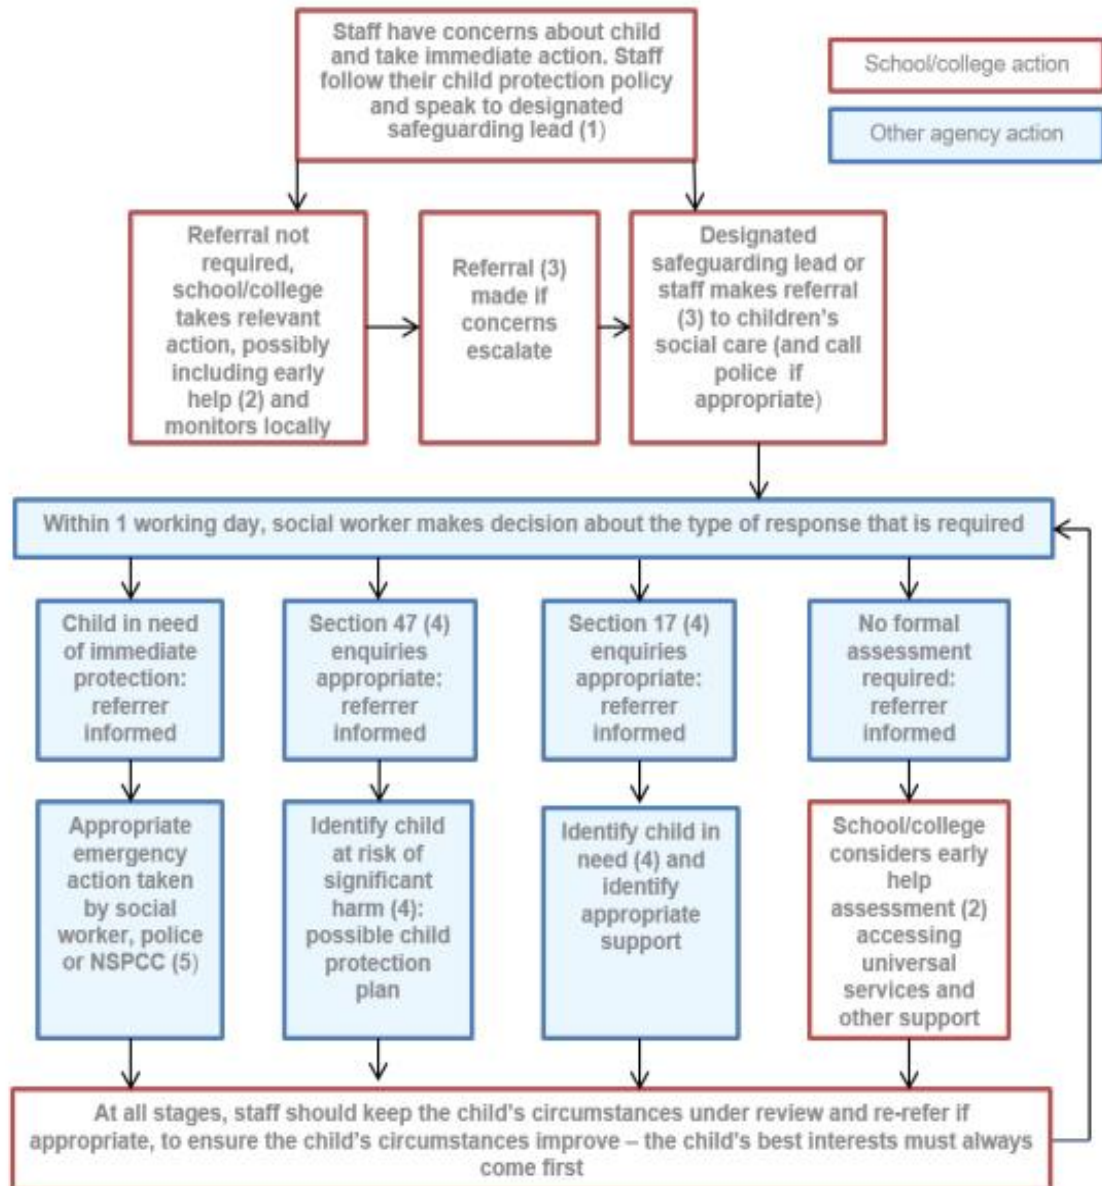 Staff have concerns about child
and take immediate action. Staff
follow their child protection policy
and speak to designated
safeguarding lead (1)
School/college action
Other agency action
Referral not
required,
school/college
takes relevant
action, possibly
including early
help (2) and
monitors locally
Referral (3)
made if
concerns
escalate
Designated
safeguarding lead or
staff makes referral
(3) to children's
social care (and call
police if
appropriate)
Within 1 working day, social worker makes decision about the type of response that is required
Child in need
of immediate
protection:
referrer
informed
Section 47 (4)
enquiries
appropriate:
referrer
informed
Section 17 (4)
enquiries
appropriate:
referrer
informed
No formal
assessment
required:
referrer
informed
Appropriate
emergency
action taken
by social
worker, police
or NSPCC (5)
Identify child
at risk of
significant
harm (4):
possible child
protection
plan
Identify child in
need (4) and
identify
appropriate
support
School/college
considers early
help
assessment (2)
accessing
universal
services and
other support
At all stages, staff should keep the child's circumstances under review and re-refer if
appropriate, to ensure the child's circumstances improve – the child's best interests must always
come first